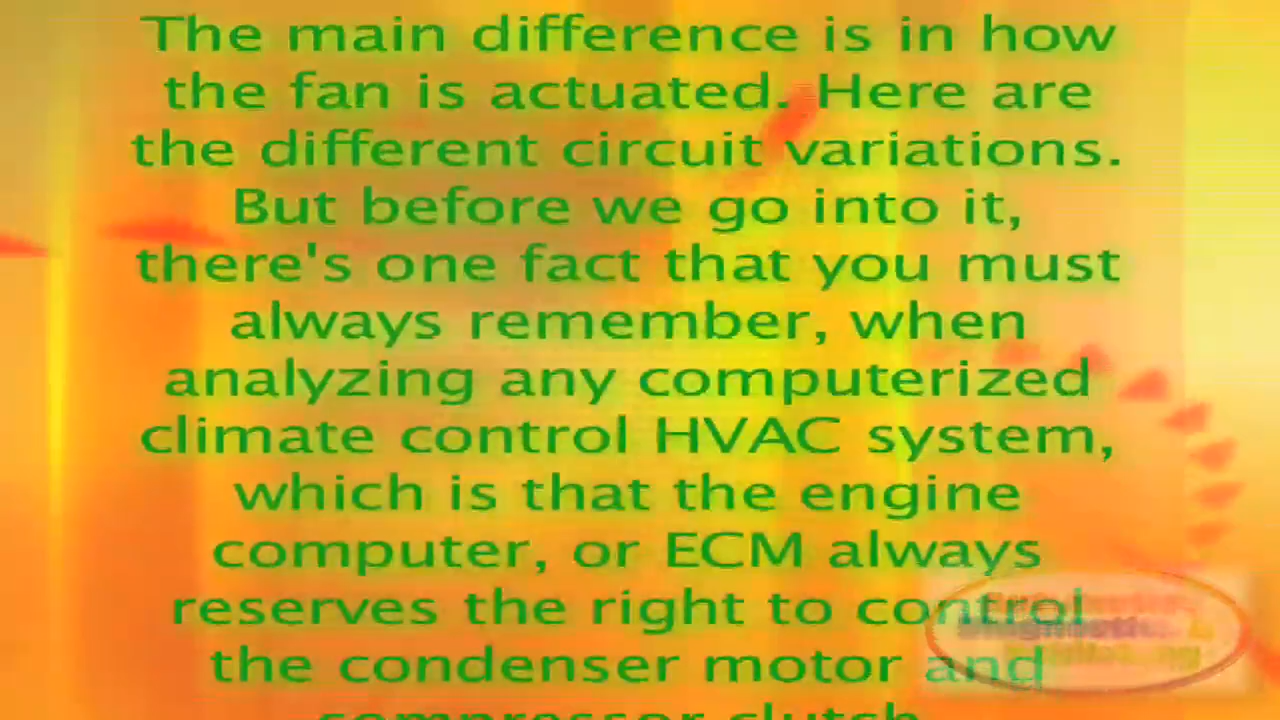 The main difference is in how
the fan is actuated. Here are
the different circuit variations.
But before we go into it,
there's one fact that you must
always remember, when
analyzing any computerized
climate control HVAC system,
which is that the engine
computer, or ECM always
reserves the right to control
the condenser motor and
compressor clutch